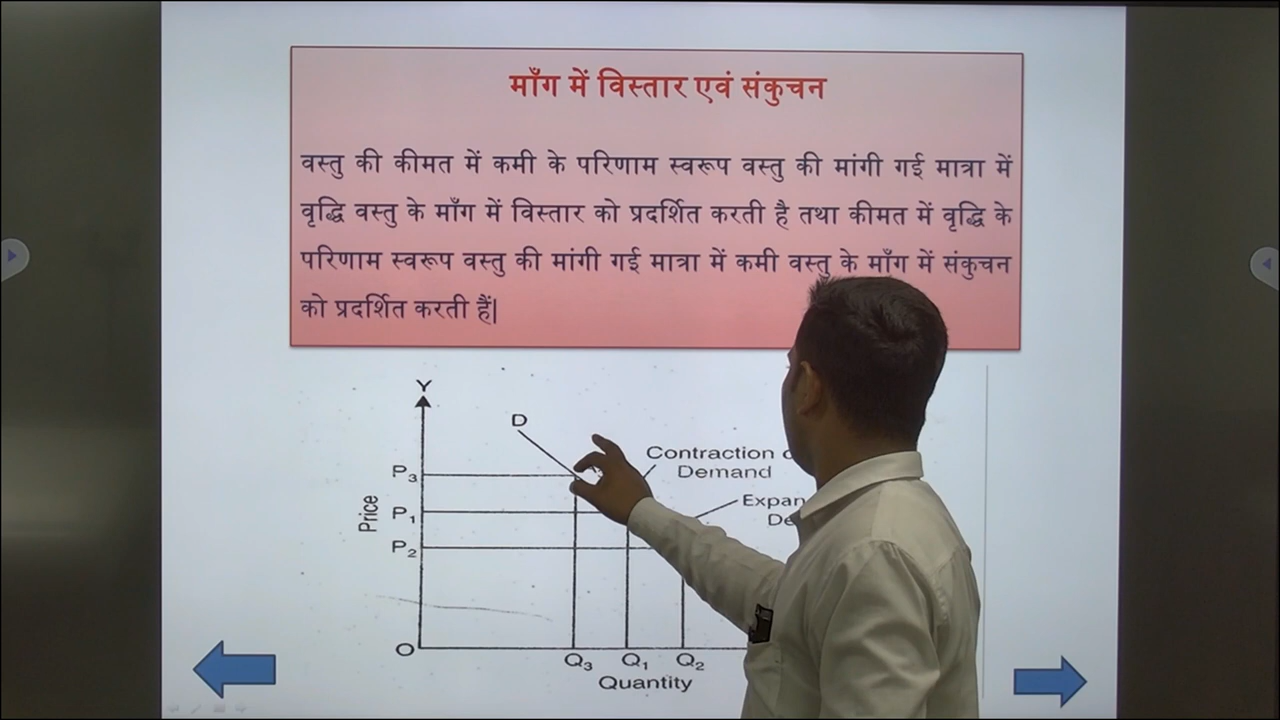 माँग में विस्तार एवं संकुचन
वस्तु की कीमत में कमी के परिणाम स्वरूप वस्तु की मांगी गई मात्रा में
वृद्धि वस्तु के माँग में विस्तार को प्रदर्शित करती है तथा कीमत में वृद्धि के
परिणाम स्वरूप वस्तु की मांगी गई मात्रा में कमी वस्तु के माँग में संकुचन
को प्रदर्शित करती हैं|
Y
D
Contraction
Demand
P₃
P₁
P₂
Price
O
Q₃ Q₁ Q₂
Quantity